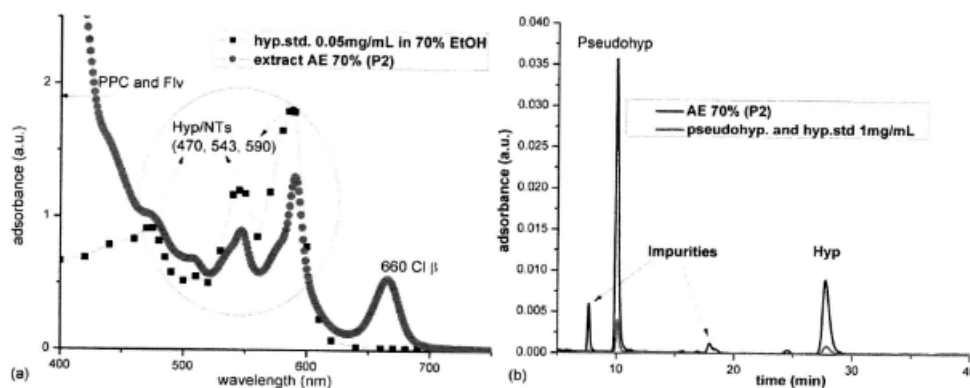 adsorbance (a.u.)
2
1
0
hyp.std. 0.05mg/mL in 70% EtOH
extract AE 70% (P2)
PPC and Flv
Hyp/NTs
(470, 543, 590)
660 Cl β
400
500
600
700
wavelength (nm)
(a)
adsorbance (a.u.)
0.040
0.035
0.030
0.025
0.020
0.015
0.010
0.005
0.000
Pseudohyp
AE 70% (P2)
pseudohyp. and hyp.std 1mg/mL
Impurities
Hyp
10
20
30
40
time (min)
(b)